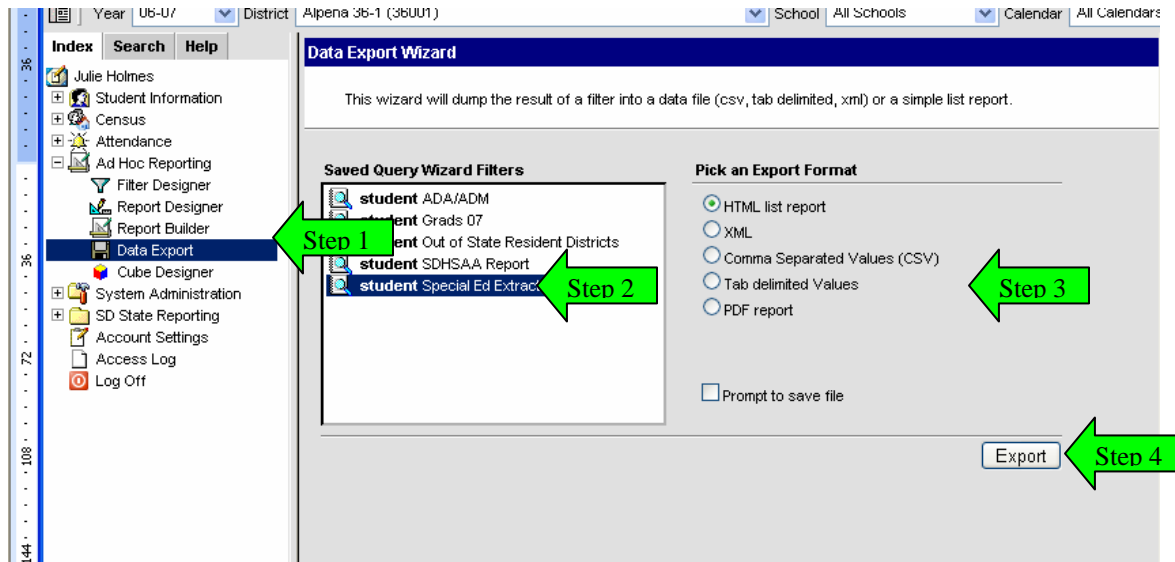 Year 06-07 District Alpena 36-1 (36001) School All Schools Calendar All Calendars
Index Search Help
Julie Holmes
Student Information
Census
Attendance
Ad Hoc Reporting
Filter Designer
Report Designer
Report Builder
Data Export
Cube Designer
System Administration
SD State Reporting
Account Settings
Access Log
Log Off
Data Export Wizard
This wizard will dump the result of a filter into a data file (csv, tab delimited, xml) or a simple list report.
Saved Query Wizard Filters
student ADA/ADM
student Grads 07
student Out of State Resident Districts
student SDHSAA Report
student Special Ed Extract
Pick an Export Format
HTML list report
XML
Comma Separated Values (CSV)
Tab delimited Values
PDF report
Prompt to save file
Export
Step 1
Step 2
Step 3
Step 4
36
36
72
108
144